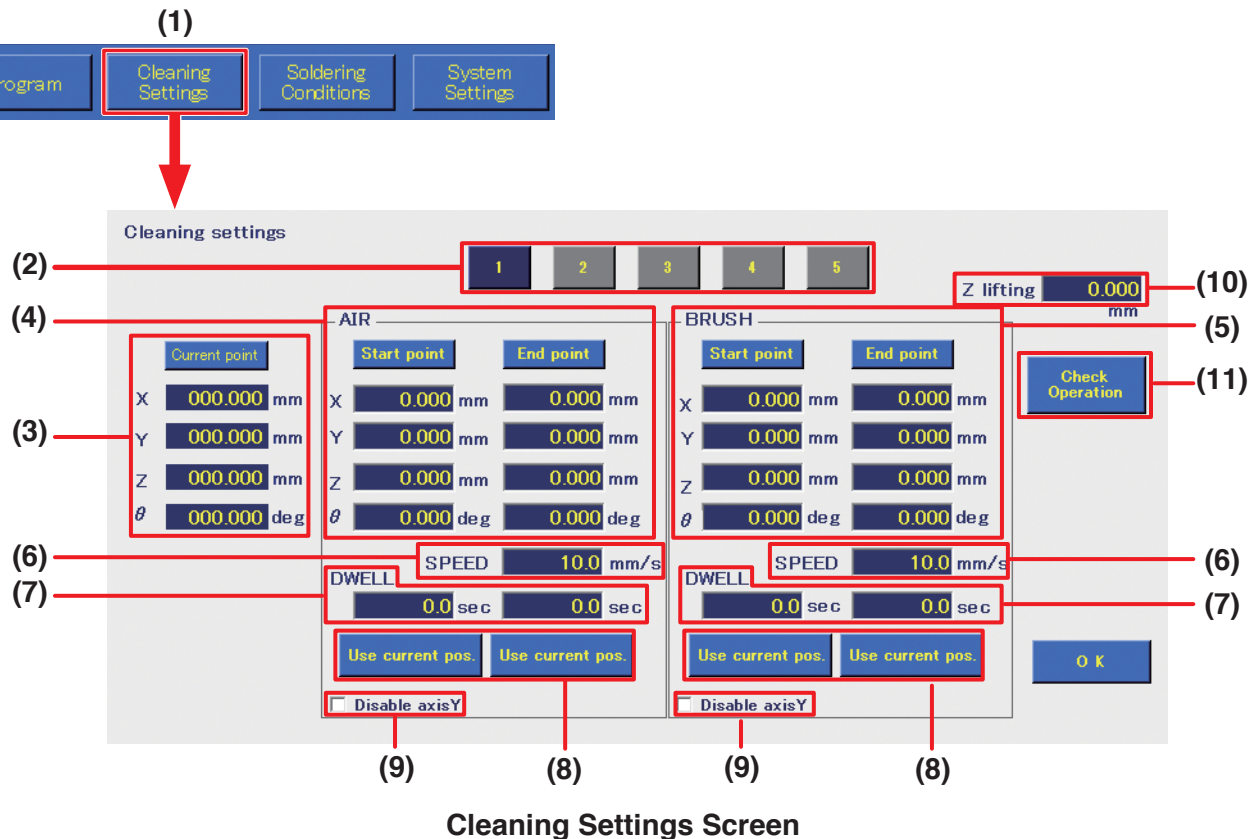 (1)
rogram
Cleaning Settings
Soldering Conditions
System Settings
Cleaning settings
(2)
1 2 3 4 5
Z lifting 0.000 mm
(10)
(4)
AIR
BRUSH
(5)
Current point
Start point End point
Start point End point
Check Operation
(11)
(3)
X 000.000 mm
X 0.000 mm 0.000 mm
X 0.000 mm 0.000 mm
Y 000.000 mm
Y 0.000 mm 0.000 mm
Y 0.000 mm 0.000 mm
Z 000.000 mm
Z 0.000 mm 0.000 mm
Z 0.000 mm 0.000 mm
θ 000.000 deg
θ 0.000 deg 0.000 deg
θ 0.000 deg 0.000 deg
(6)
SPEED 10.0 mm/s
SPEED 10.0 mm/s
(6)
(7)
DWELL
0.0 sec 0.0 sec
DWELL
0.0 sec 0.0 sec
(7)
Use current pos. Use current pos.
Use current pos. Use current pos.
O K
Disable axisY
Disable axisY
(9)
(8)
(9)
(8)
Cleaning Settings Screen